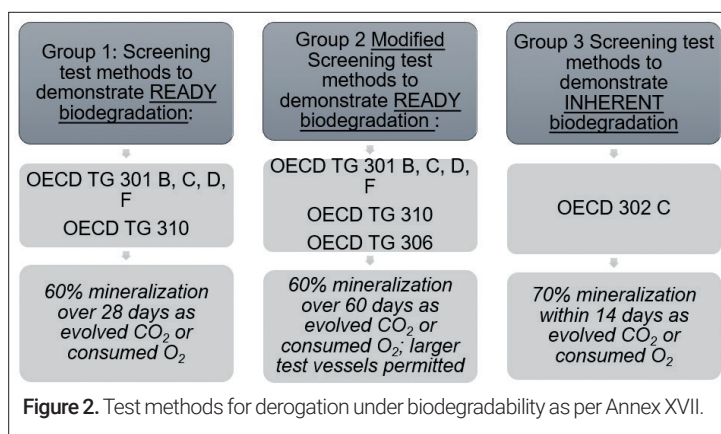 Group 1: Screening
test methods to
demonstrate READY
biodegradation:
OECD TG 301 B, C, D,
F
OECD TG 310
60% mineralization
over 28 days as
evolved CO₂ or
consumed O₂
Group 2 Modified
Screening test
methods to
demonstrate READY
biodegradation :
OECD TG 301 B, C, D,
F
OECD TG 310
OECD TG 306
60% mineralization
over 60 days as
evolved CO₂ or
consumed O₂; larger
test vessels permitted
Group 3 Screening test
methods to
demonstrate
INHERENT
biodegradation
OECD 302 C
70% mineralization
within 14 days as
evolved CO₂ or
consumed O₂
Figure 2. Test methods for derogation under biodegradability as per Annex XVII.